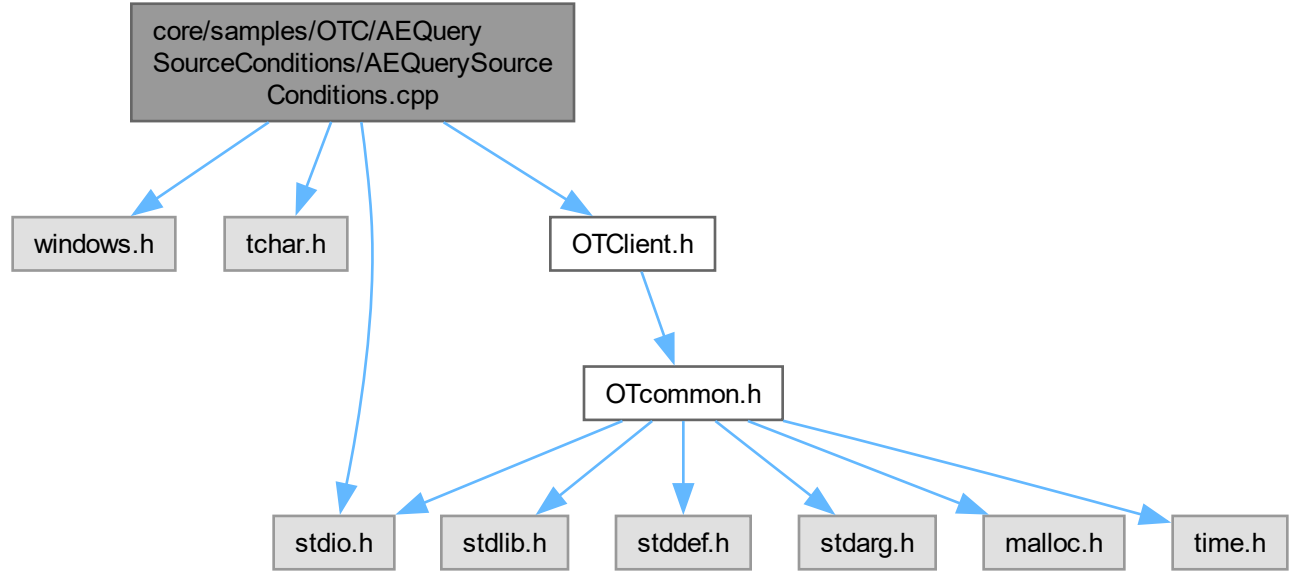 core/samples/OTC/AEQuery
SourceConditions/AEQuerySource
Conditions.cpp
windows.h
tchar.h
OTClient.h
OTcommon.h
stdio.h
stdlib.h
stddef.h
stdarg.h
malloc.h
time.h